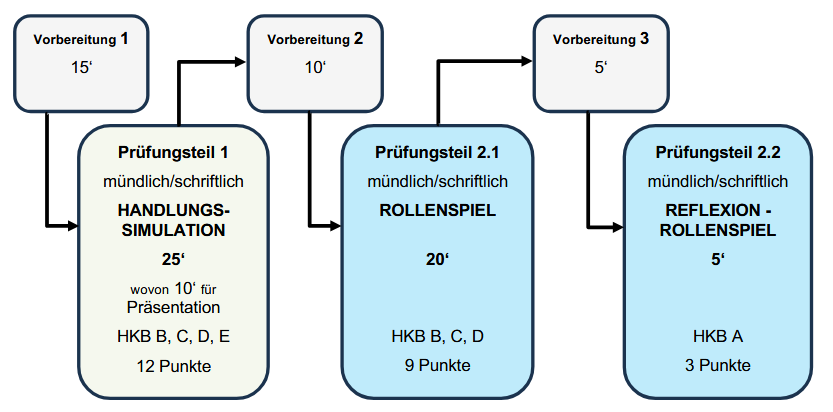 Vorbereitung 1
15‘
Vorbereitung 2
10‘
Vorbereitung 3
5‘
Prüfungsteil 1
mündlich/schriftlich
HANDLUNGS-
SIMULATION
25‘
wovon 10‘ für
Präsentation
HKB B, C, D, E
12 Punkte
Prüfungsteil 2.1
mündlich/schriftlich
ROLLENSPIEL
20‘
HKB B, C, D
9 Punkte
Prüfungsteil 2.2
mündlich/schriftlich
REFLEXION -
ROLLENSPIEL
5‘
HKB A
3 Punkte